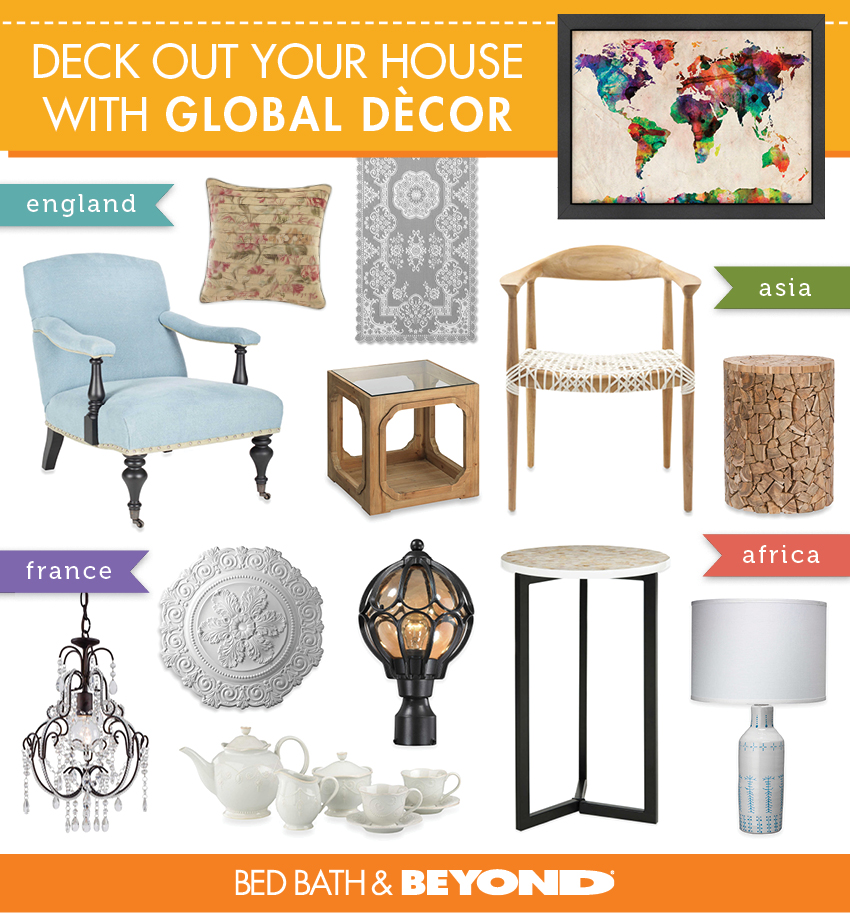 DECK OUT YOUR HOUSE
WITH GLOBAL DÈCOR
england
asia
france
africa
BED BATH & BEYOND®